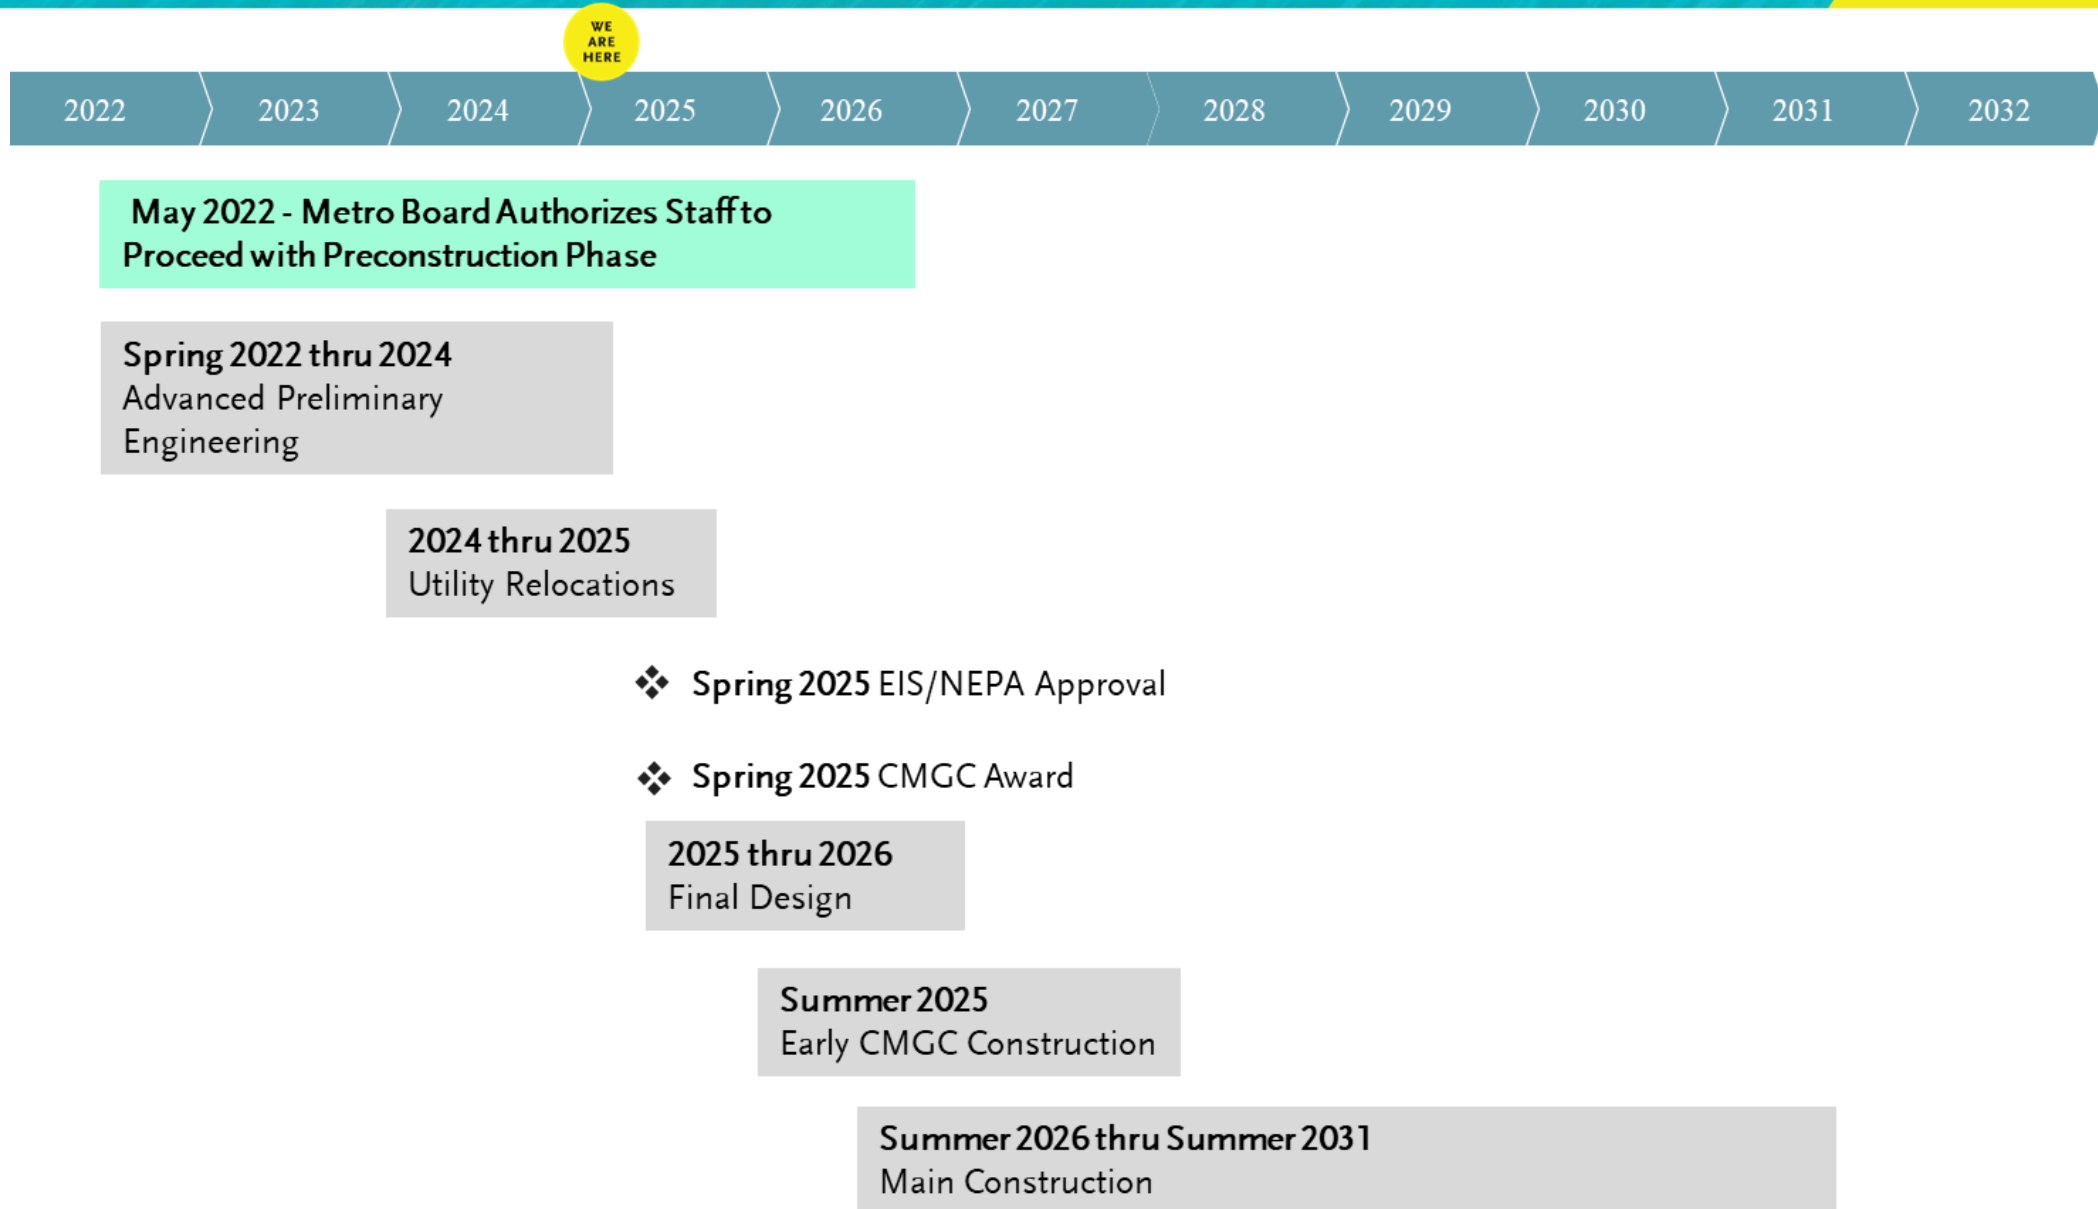 WE
ARE
HERE
2022 2023 2024 2025 2026 2027 2028 2029 2030 2031 2032
May 2022 - Metro Board Authorizes Staff to
Proceed with Preconstruction Phase
Spring 2022 thru 2024
Advanced Preliminary
Engineering
2024 thru 2025
Utility Relocations
Spring 2025 EIS/NEPA Approval
Spring 2025 CMGC Award
2025 thru 2026
Final Design
Summer 2025
Early CMGC Construction
Summer 2026 thru Summer 2031
Main Construction